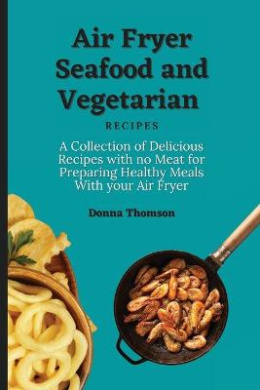 Air Fryer
Seafood and
Vegetarian
RECIPES
A Collection of Delicious
Recipes with no Meat for
Preparing Healthy Meals
With your Air Fryer
Donna Thomson